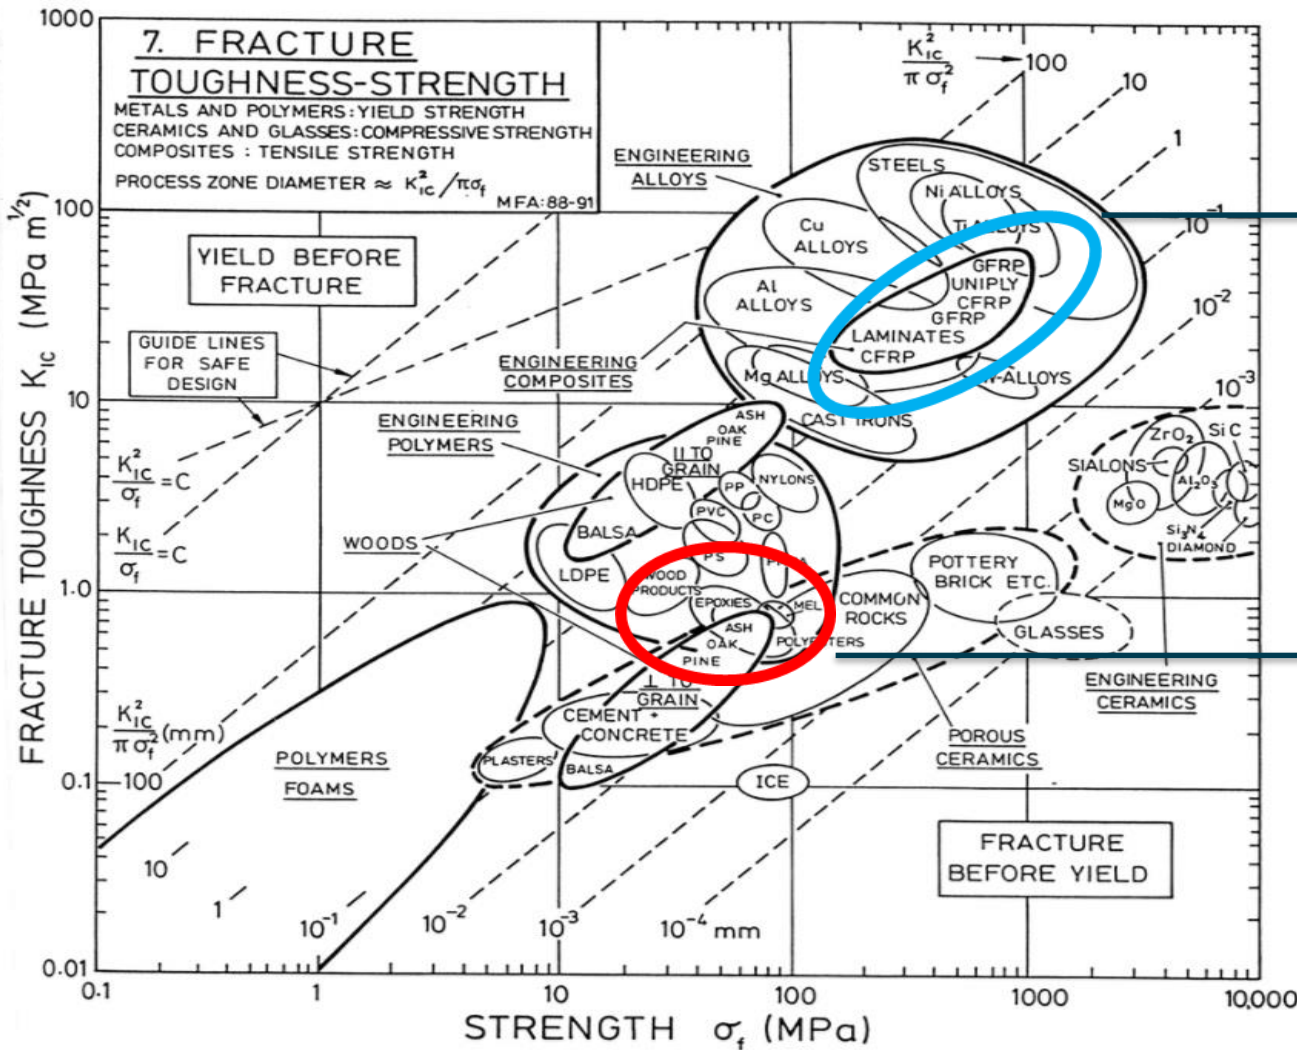 7. FRACTURE
TOUGHNESS-STRENGTH
METALS AND POLYMERS: YIELD STRENGTH
CERAMICS AND GLASSES: COMPRESSIVE STRENGTH
COMPOSITES : TENSILE STRENGTH
PROCESS ZONE DIAMETER ≈ K²IC/πσf
MFA:88-91
K²IC/πσ²f
100
10
1
10⁻¹
10⁻²
10⁻³
1000
100
10
1.0
0.1
0.01
FRACTURE TOUGHNESS KIC (MPa m^1/2)
YIELD BEFORE
FRACTURE
GUIDE LINES
FOR SAFE
DESIGN
K²IC/σf = C
KIC/σf = C
ENGINEERING
ALLOYS
STEELS
Ni ALLOYS
Cu
ALLOYS
Al
ALLOYS
GFRP
UNIPLY
CFRP
GFRP
LAMINATES
CFRP
Mg ALLOYS
CAST IRONS
ENGINEERING
COMPOSITES
ENGINEERING
POLYMERS
ASH
OAK
PINE
II TO
GRAIN
HDPE
PP
NYLONS
PVC
PC
BALSA
WOODS
LDPE
PS
WOOD
PRODUCTS
EPOXIES
MEL
ASH
OAK
PINE
⊥ TO
GRAIN
COMMON
ROCKS
POTTERY
BRICK ETC.
GLASSES
ZrO₂
SiC
SIALONS
Al₂O₃
MgO
Si₃N₄
DIAMOND
ENGINEERING
CERAMICS
POROUS
CERAMICS
CEMENT +
CONCRETE
PLASTERS
BALSA
ICE
POLYMERS
FOAMS
K²IC/πσ²f (mm)
100
10
1
10⁻¹
10⁻²
10⁻³
10⁻⁴ mm
FRACTURE
BEFORE YIELD
0.1
1
10
100
1000
10,000
STRENGTH σf (MPa)